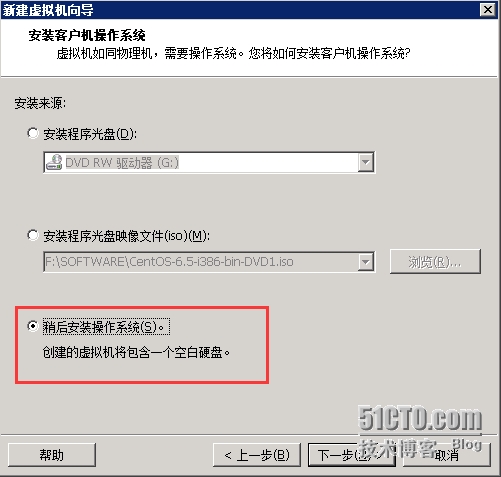 新建虚拟机向导
安装客户机操作系统
虚拟机如同物理机，需要操作系统。您将如何安装客户机操作系统?
安装来源:
安装程序光盘(D):
DVD RW 驱动器 (G:)
安装程序光盘映像文件(iso)(M):
F:\SOFTWARE\CentOS-6.5-i386-bin-DVD1.iso
浏览(R)...
稍后安装操作系统(S)。
创建的虚拟机将包含一个空白硬盘。
51CTO.com
技术博客 Blog
帮助
< 上一步(B)
下一步
取消